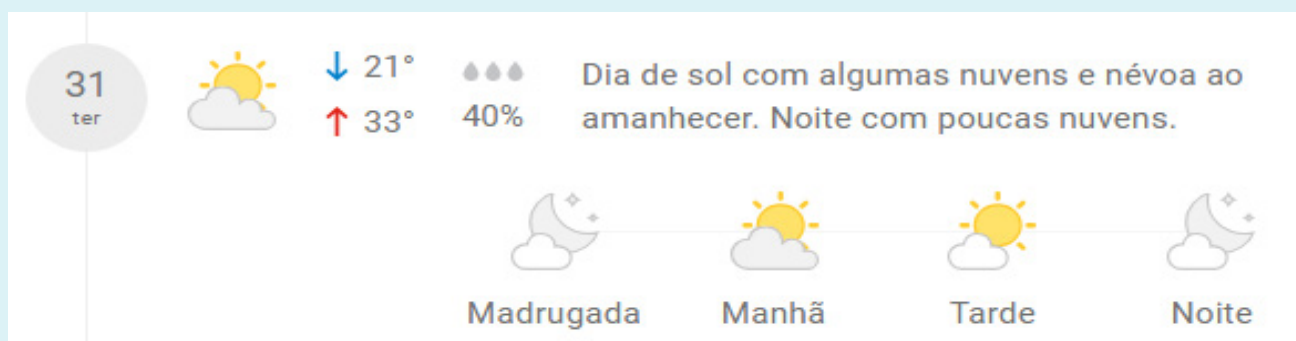 31
ter
21°
33°
40%
Dia de sol com algumas nuvens e névoa ao
amanhecer. Noite com poucas nuvens.
Madrugada Manhã Tarde Noite